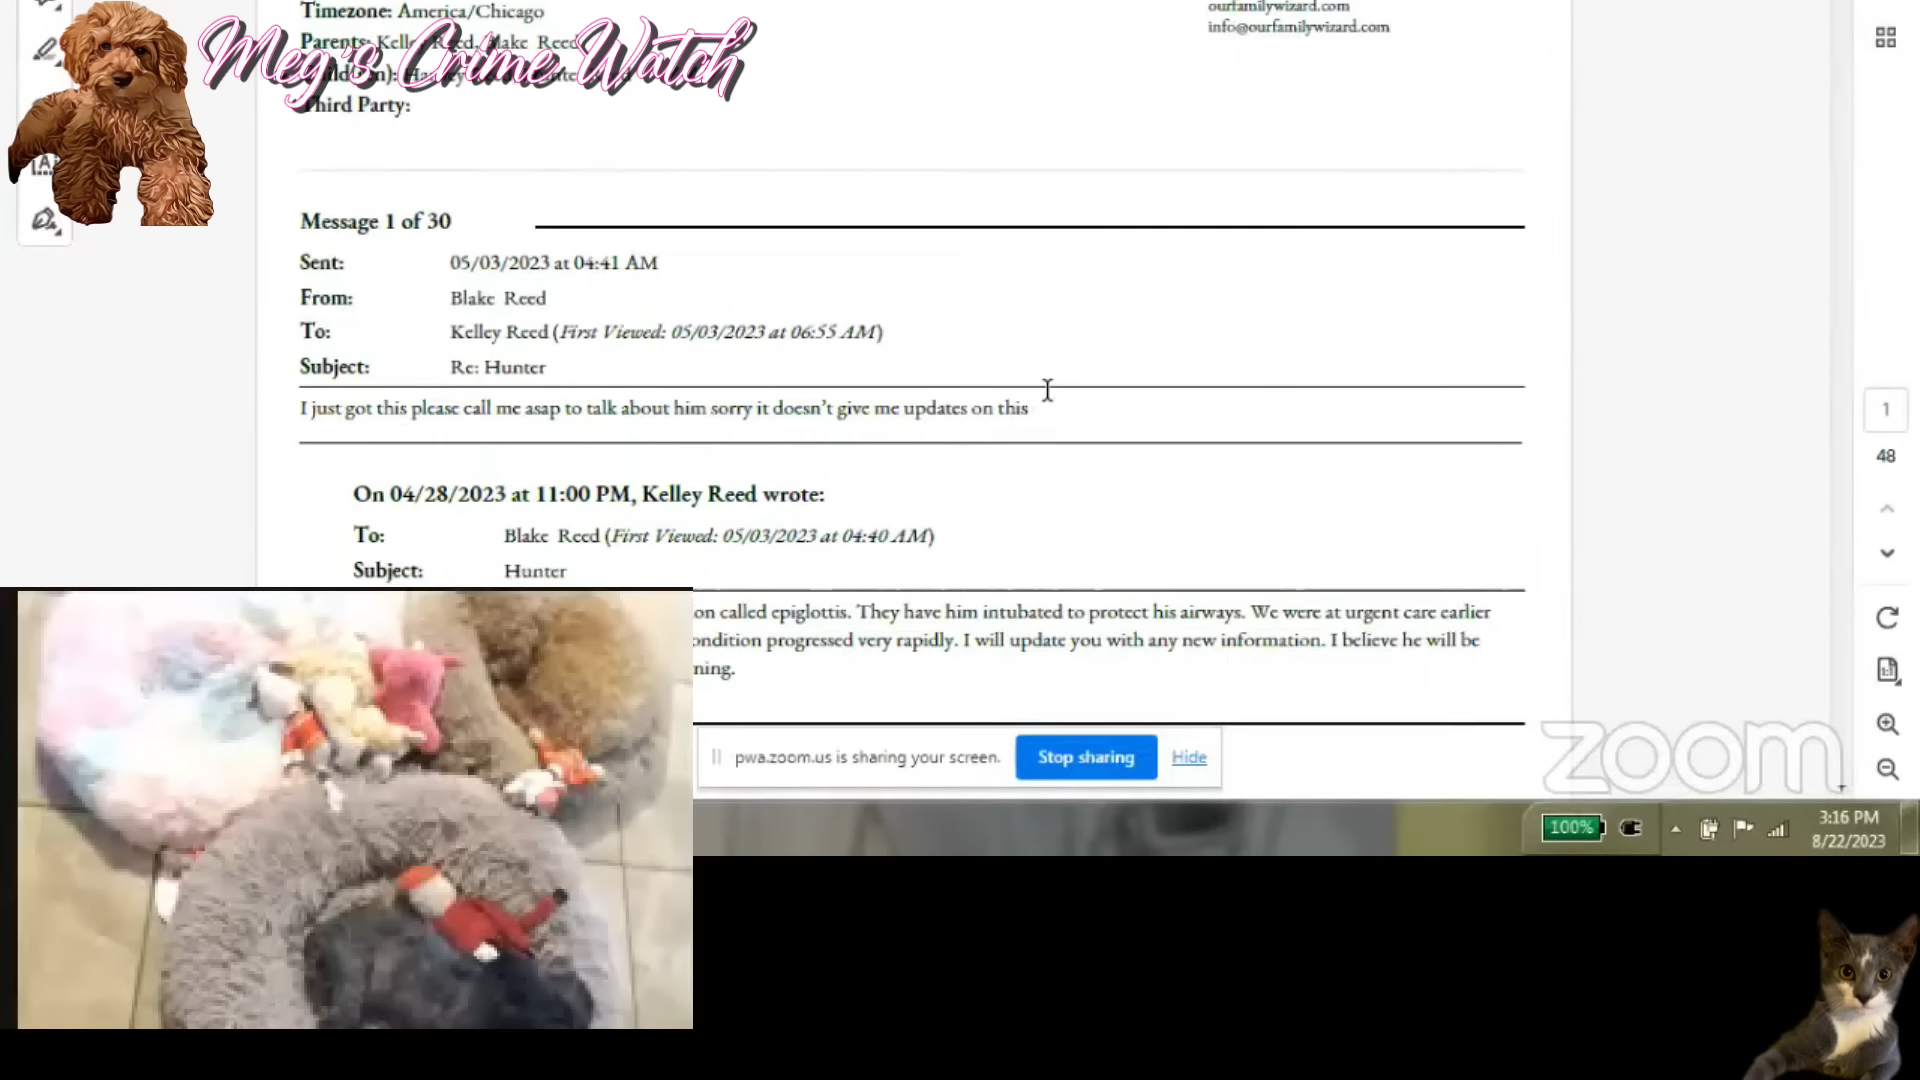 Timezone: America/Chicago
ourfamilywizard.com
info@ourfamilywizard.com
Parents: Kelley Reed, Reed
Meg's Crime Watch
Third Party:
Message 1 of 30
Sent: 05/03/2023 at 04:41 AM
From: Blake Reed
To: Kelley Reed (First Viewed: 05/03/2023 at 06:55 AM)
Subject: Re: Hunter
I just got this please call me asap to talk about him sorry it doesn't give me updates on this
On 04/28/2023 at 11:00 PM, Kelley Reed wrote:
To: Blake Reed (First Viewed: 05/03/2023 at 04:40 AM)
Subject: Hunter
on called epiglottis. They have him intubated to protect his airways. We were at urgent care earlier
ondition progressed very rapidly. I will update you with any new information. I believe he will be
ning.
pwa.zoom.us is sharing your screen. Stop sharing Hide
zoom
1
48
100%
3:16 PM
8/22/2023